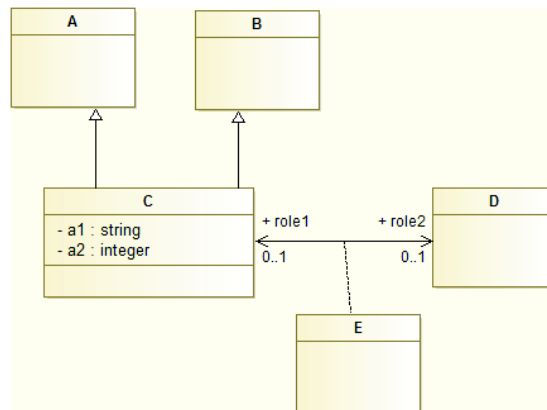 A
B
C
- a1 : string
- a2 : integer
+ role1
0..1
+ role2
0..1
D
E